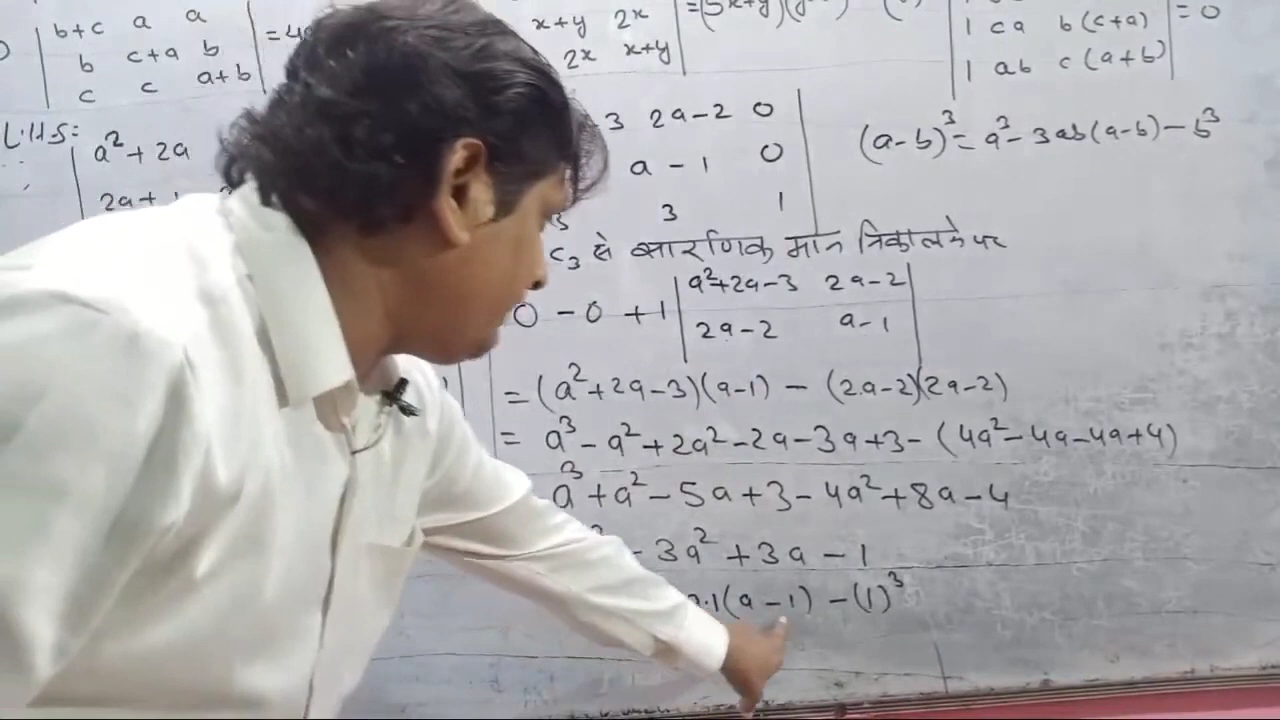 b+c a a
b c+a b =4
c c a+b
x+y 2x
2x x+y
1 ca b(c+a) =0
1 ab c(a+b)
L.H.S=
a²+2a
2a+
3 2a-2 0
a-1 0
3 1
(a-b)³=a³-3ab(a-b)-b³
c₃ से सारणिक मान निकालने पर
0-0+1 | a²+2a-3 2a-2 |
2a-2 a-1
=(a²+2a-3)(a-1) - (2a-2)(2a-2)
= a³-a²+2a²-2a-3a+3-(4a²-4a-4a+4)
a³+a²-5a+3-4a²+8a-4
-3a²+3a-1
.1(a-1)-(1)³